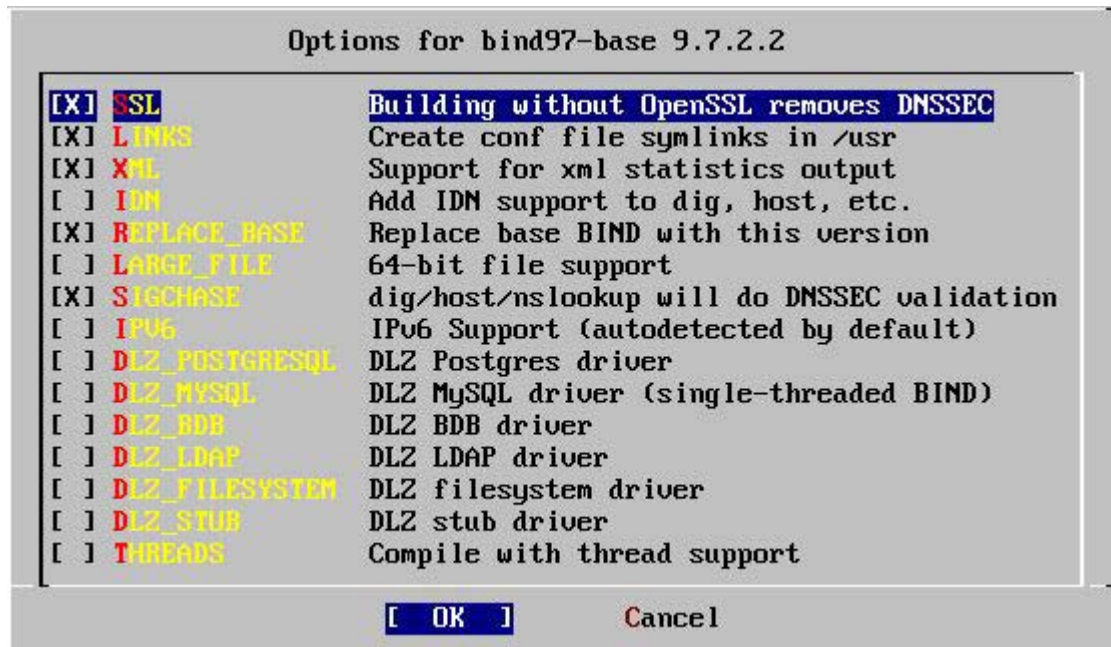 Options for bind97-base 9.7.2.2
[X] SSL Building without OpenSSL removes DNSSEC
[X] LINKS Create conf file symlinks in /usr
[X] XML Support for xml statistics output
[ ] IDN Add IDN support to dig, host, etc.
[X] REPLACE_BASE Replace base BIND with this version
[ ] LARGE_FILE 64-bit file support
[X] SIGCHASE dig/host/nslookup will do DNSSEC validation
[ ] IPV6 IPv6 Support (autodetected by default)
[ ] DLZ_POSTGRESQL DLZ Postgres driver
[ ] DLZ_MYSQL DLZ MySQL driver (single-threaded BIND)
[ ] DLZ_BDB DLZ BDB driver
[ ] DLZ_LDAP DLZ LDAP driver
[ ] DLZ_FILESYSTEM DLZ filesystem driver
[ ] DLZ_STUB DLZ stub driver
[ ] THREADS Compile with thread support
[ OK ] Cancel